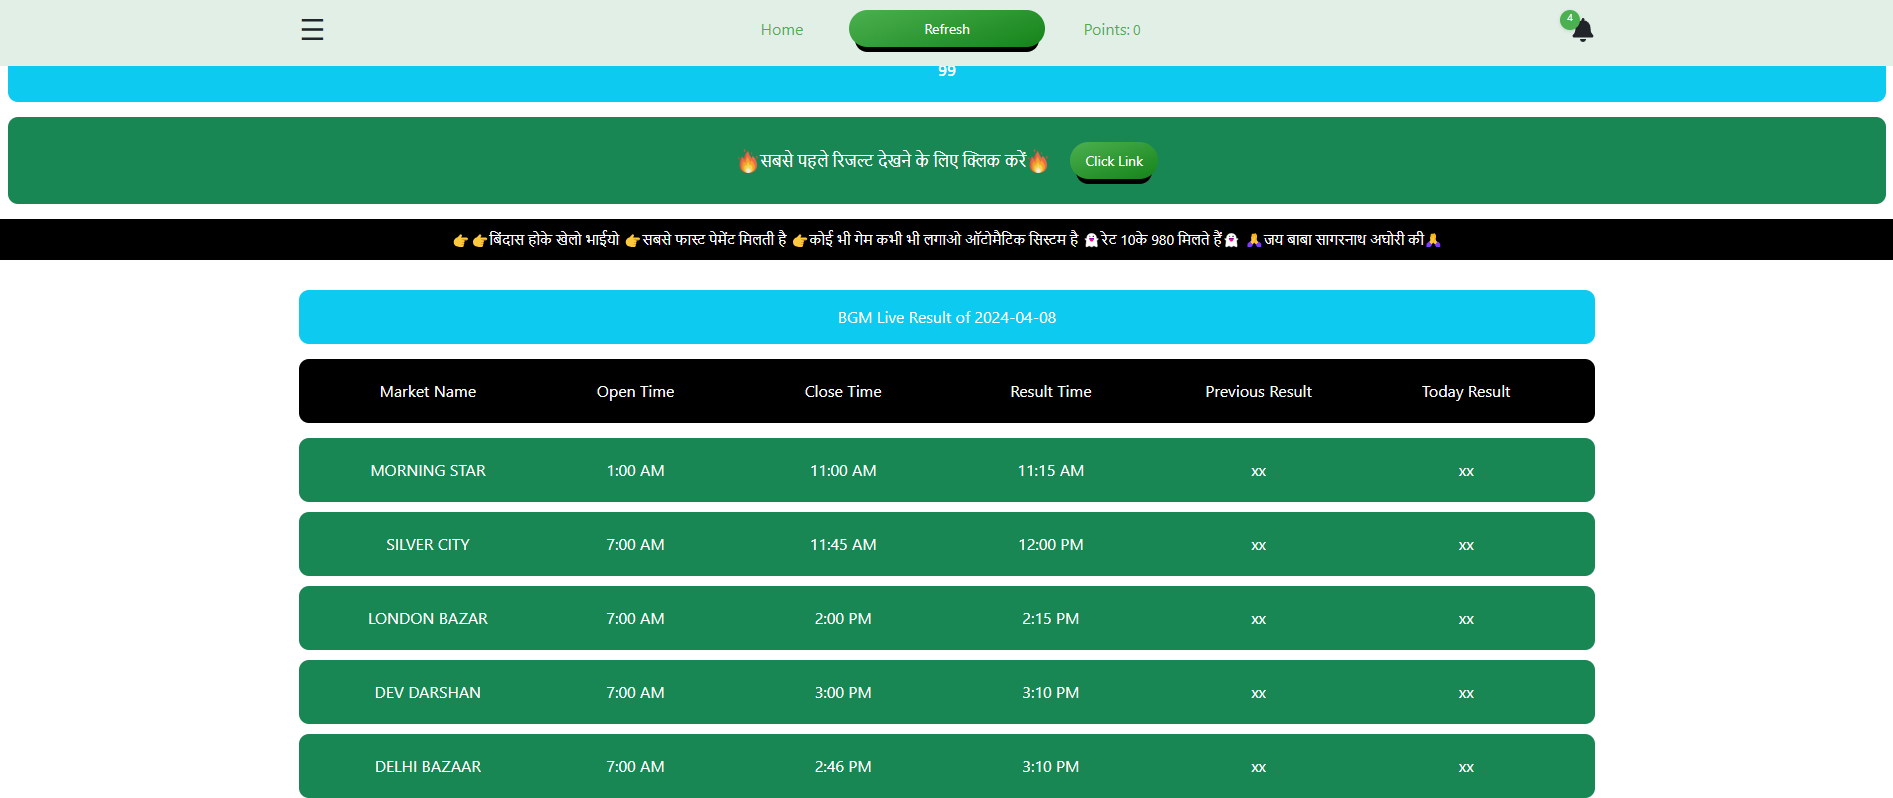 Home Refresh Points: 0 4
99
🔥सबसे पहले रिजल्ट देखने के लिए क्लिक करें🔥 Click Link
👉👉बिंदास होके खेलो भाईयो 👉सबसे फास्ट पेमेंट मिलती है 👉कोई भी गेम कभी भी लगाओ ऑटोमैटिक सिस्टम है 👻रेट 10के 980 मिलते हैं👻 🙏जय बाबा सागरनाथ अघोरी की🙏
BGM Live Result of 2024-04-08
Market Name Open Time Close Time Result Time Previous Result Today Result
MORNING STAR 1:00 AM 11:00 AM 11:15 AM xx xx
SILVER CITY 7:00 AM 11:45 AM 12:00 PM xx xx
LONDON BAZAR 7:00 AM 2:00 PM 2:15 PM xx xx
DEV DARSHAN 7:00 AM 3:00 PM 3:10 PM xx xx
DELHI BAZAAR 7:00 AM 2:46 PM 3:10 PM xx xx